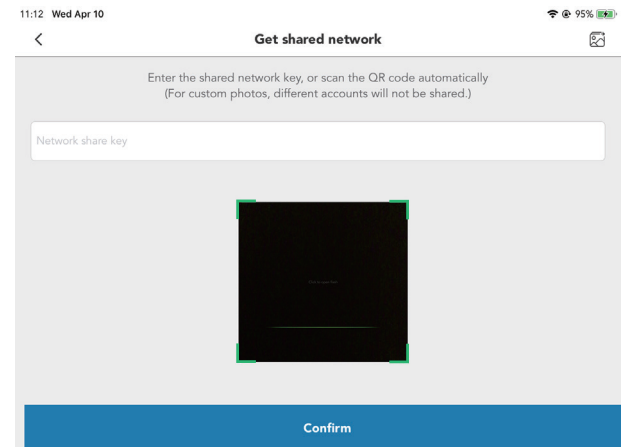 11:12 Wed Apr 10
95%
Get shared network
Enter the shared network key, or scan the QR code automatically
(For custom photos, different accounts will not be shared.)
Network share key
Confirm